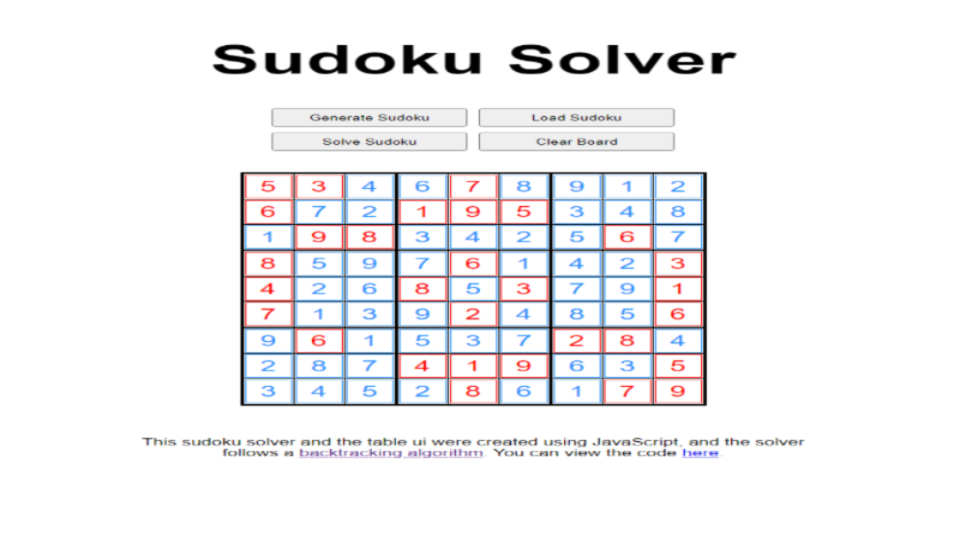 Sudoku Solver
Generate Sudoku Load Sudoku
Solve Sudoku Clear Board
5 3 4 6 7 8 9 1 2
6 7 2 1 9 5 3 4 8
1 9 8 3 4 2 5 6 7
8 5 9 7 6 1 4 2 3
4 2 6 8 5 3 7 9 1
7 1 3 9 2 4 8 5 6
9 6 1 5 3 7 2 8 4
2 8 7 4 1 9 6 3 5
3 4 5 2 8 6 1 7 9
This sudoku solver and the table ui were created using JavaScript, and the solver
follows a backtracking algorithm. You can view the code here.